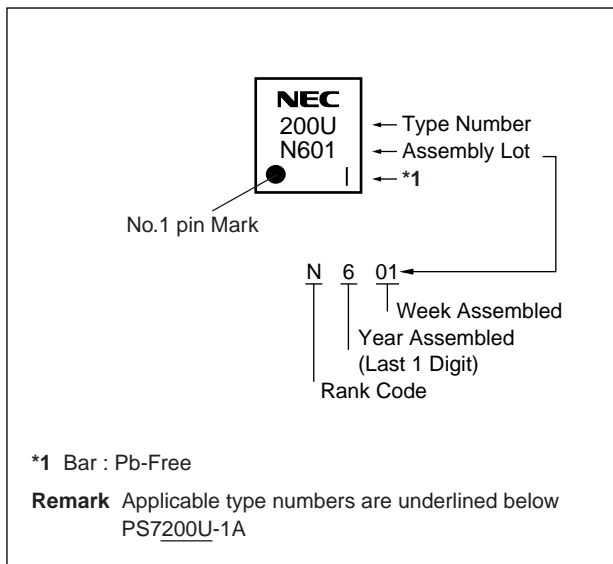 NEC
200U ← Type Number
N601 ← Assembly Lot
| ← *1
No.1 pin Mark
N 6 01
Week Assembled
Year Assembled
(Last 1 Digit)
Rank Code
*1 Bar : Pb-Free
Remark Applicable type numbers are underlined below
PS7200U-1A